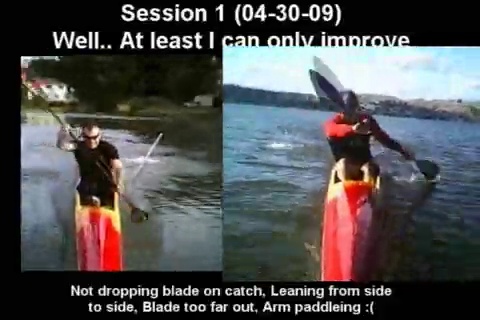 Session 1 (04-30-09)
Well.. At least I can only improve
Not dropping blade on catch, Leaning from side
to side, Blade too far out, Arm paddleing :(